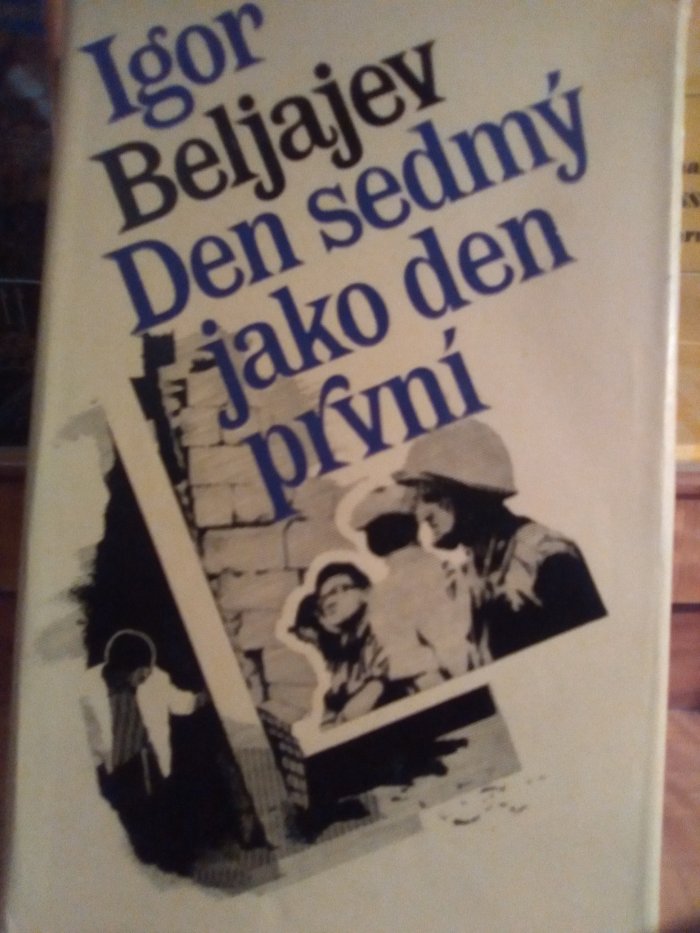 Igor
Beljajev
Den sedmý
jako den
první